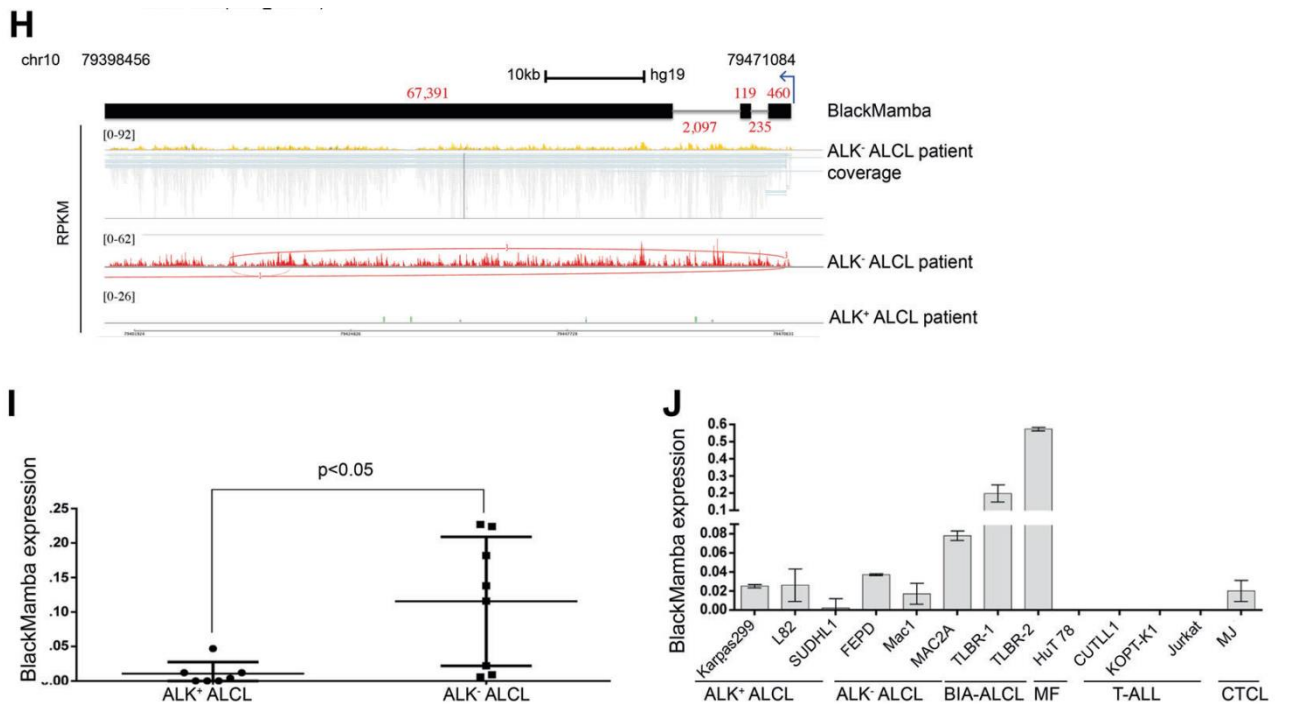 H
chr10 79398456 79471084
10kb hg19
67,391 119 460
BlackMamba
2,097 235
[0-92]
ALK- ALCL patient
coverage
RPKM
[0-62]
ALK- ALCL patient
[0-26]
ALK+ ALCL patient
I
BlackMamba expression
p<0.05
.25
.20
.10
.05
.00
ALK+ ALCL ALK- ALCL
J
BlackMamba expression
0.6
0.5
0.4
0.3
0.2
0.1
0.08
0.06
0.04
0.02
0.00
Karpas299 L82 SUDHL1 FEPD Mac1 MAC2A TLBR-1 TLBR-2 HuT 78 CUTLL1 KOPT-K1 Jurkat MJ
ALK+ ALCL ALK- ALCL BIA-ALCL MF T-ALL CTCL